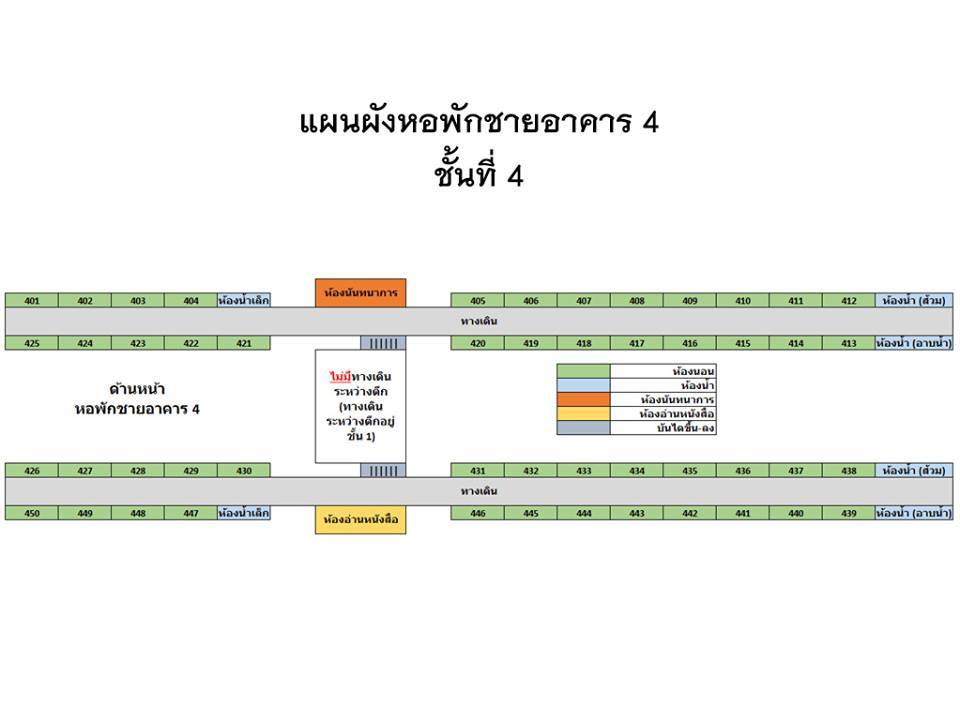 แผนผังหอพักชายอาคาร 4
ชั้นที่ 4
ห้องนันทนาการ
401 402 403 404 ห้องน้ำเล็ก 405 406 407 408 409 410 411 412 ห้องน้ำ (ส้วม)
ทางเดิน
425 424 423 422 421 420 419 418 417 416 415 414 413 ห้องน้ำ (อาบน้ำ)
ด้านหน้า
หอพักชายอาคาร 4
ไม่มีทางเดิน
ระหว่างตึก
(ทางเดิน
ระหว่างตึกอยู่
ชั้น 1)
ห้องนอน
ห้องน้ำ
ห้องนันทนาการ
ห้องอ่านหนังสือ
บันไดขึ้น-ลง
426 427 428 429 430 431 432 433 434 435 436 437 438 ห้องน้ำ (ส้วม)
ทางเดิน
450 449 448 447 ห้องน้ำเล็ก 446 445 444 443 442 441 440 439 ห้องน้ำ (อาบน้ำ)
ห้องอ่านหนังสือ